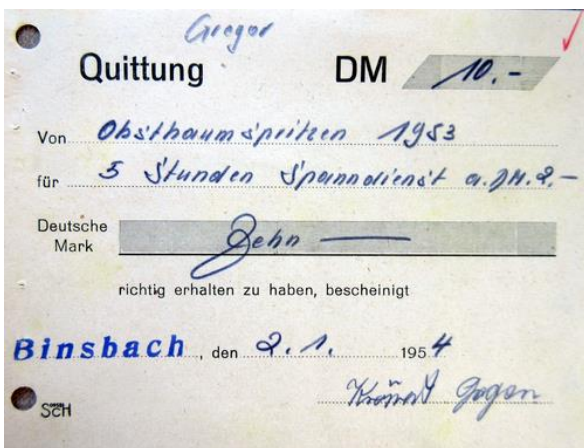 Gregor
Quittung DM 10.-
Von Obstbaumspritzen 1953
für 5 Stunden Spanndienst a. DM. 2.-
Deutsche Mark Zehn —
richtig erhalten zu haben, bescheinigt
Binsbach, den 2. 1. 1954
SCH